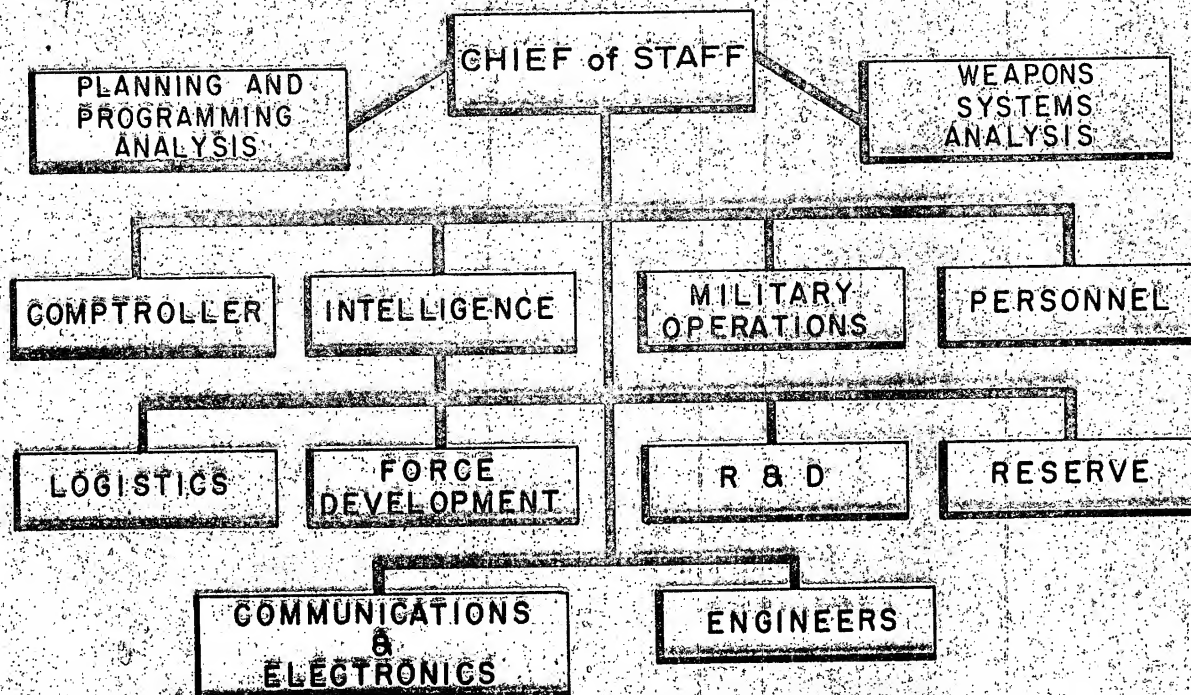 CHIEF of STAFF
PLANNING AND
PROGRAMMING
ANALYSIS
WEAPONS
SYSTEMS
ANALYSIS
COMPTROLLER
INTELLIGENCE
MILITARY
OPERATIONS
PERSONNEL
LOGISTICS
FORCE
DEVELOPMENT
R & D
RESERVE
COMMUNICATIONS
&
ELECTRONICS
ENGINEERS